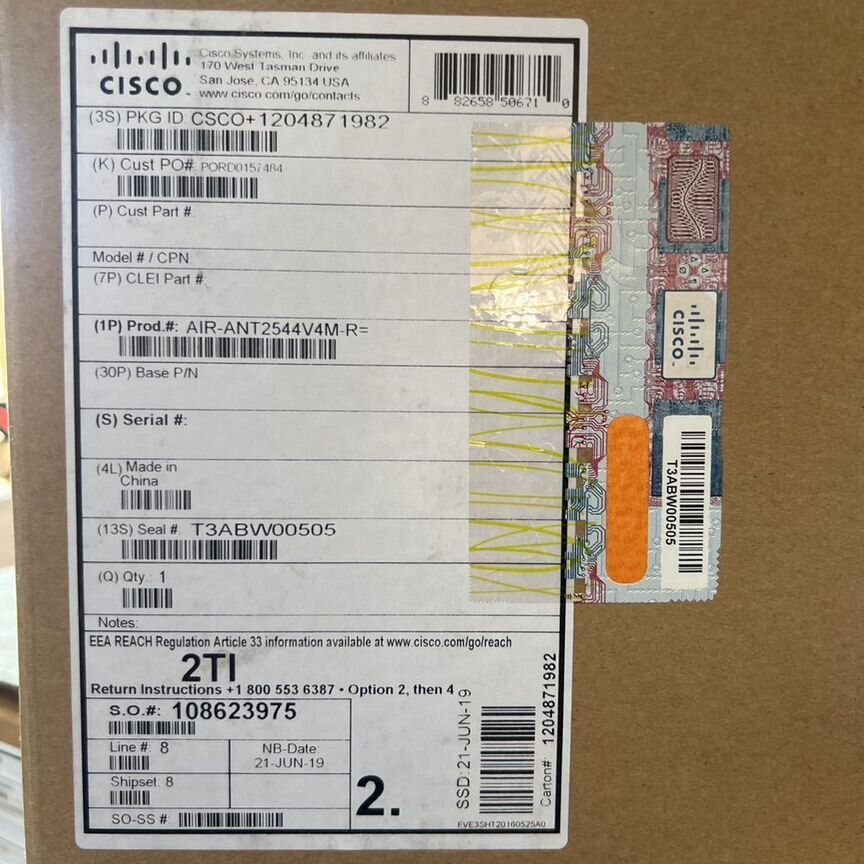 CISCO
Cisco Systems, Inc. and its affiliates
170 West Tasman Drive
San Jose, CA 95134 USA
www.cisco.com/go/contacts
8 82658 50671 0
(3S) PKG ID: CSCO+1204871982
(K) Cust PO#: PORD0157484
(P) Cust Part #:
Model # / CPN:
(7P) CLEI Part #:
(1P) Prod.#: AIR-ANT2544V4M-R=
(30P) Base P/N
(S) Serial #:
(4L) Made in
China
(13S) Seal # T3ABW00505
(Q) Qty.: 1
Notes:
EEA REACH Regulation Article 33 information available at www.cisco.com/go/reach
2TI
Return Instructions +1 800 553 6387 • Option 2, then 4
S.O.#: 108623975
Line #: 8
NB-Date:
21-JUN-19
Shipset: 8
SO-SS #:
2.
SSD: 21-JUN-19
Carton#: 1204871982
EVE3SHT20160525A0
CISCO
T3ABW00505